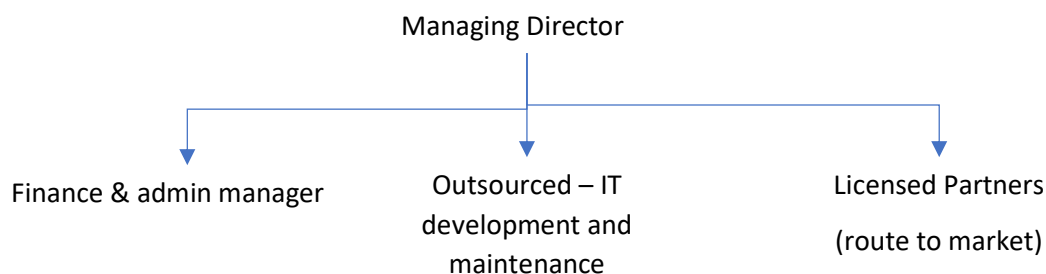 Managing Director
Finance & admin manager
Outsourced – IT
development and
maintenance
Licensed Partners
(route to market)